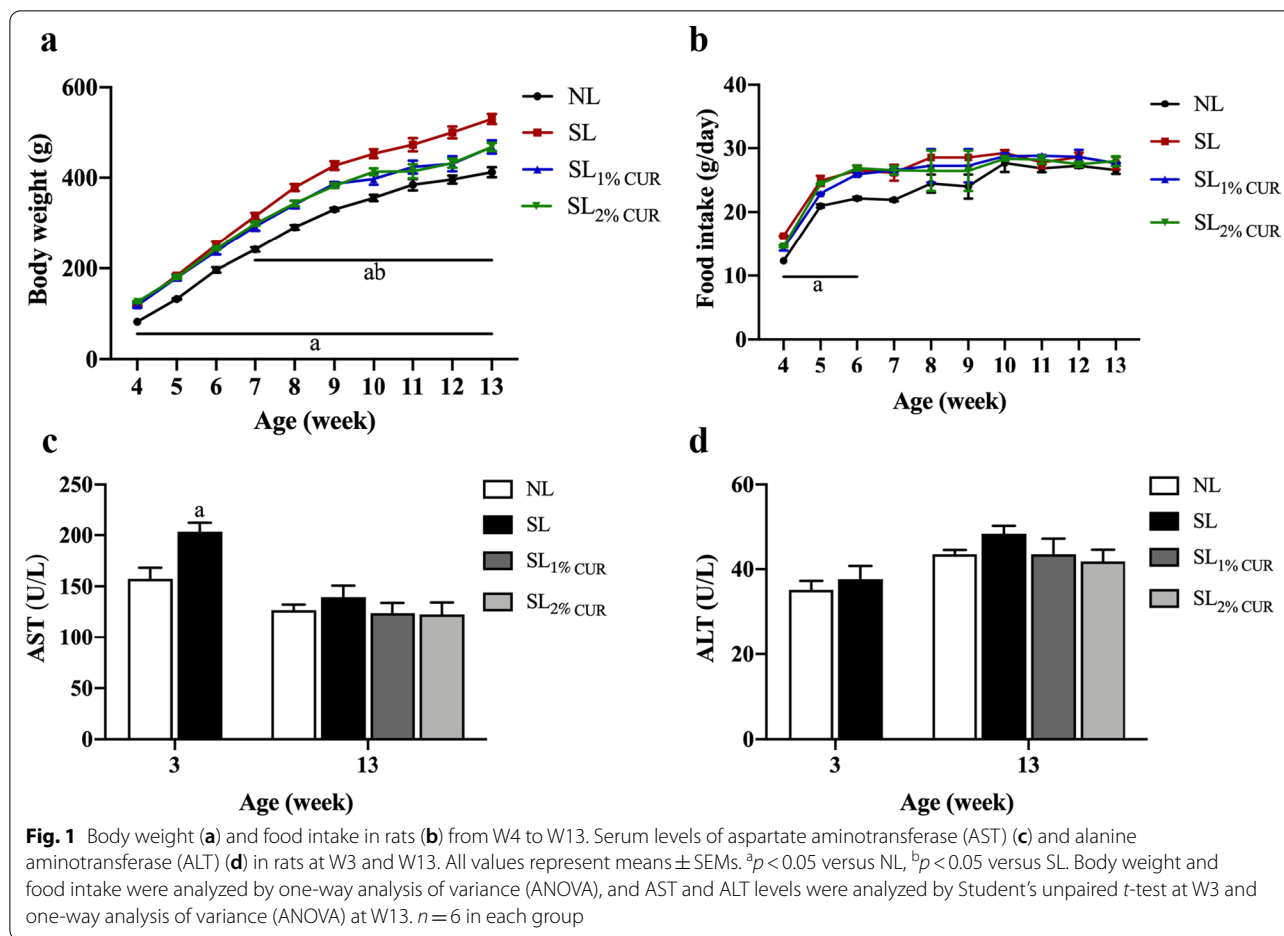 a
600
400
200
0
Body weight (g)
4 5 6 7 8 9 10 11 12 13
Age (week)
ab
a
NL
SL
SL1% CUR
SL2% CUR
b
40
30
20
10
0
Food intake (g/day)
4 5 6 7 8 9 10 11 12 13
Age (week)
a
NL
SL
SL1% CUR
SL2% CUR
c
250
200
150
100
50
0
AST (U/L)
a
3 13
Age (week)
NL
SL
SL1% CUR
SL2% CUR
d
60
40
20
0
ALT (U/L)
3 13
Age (week)
NL
SL
SL1% CUR
SL2% CUR
Fig. 1 Body weight (a) and food intake in rats (b) from W4 to W13. Serum levels of aspartate aminotransferase (AST) (c) and alanine
aminotransferase (ALT) (d) in rats at W3 and W13. All values represent means ± SEMs. ᵃp < 0.05 versus NL, ᵇp < 0.05 versus SL. Body weight and
food intake were analyzed by one-way analysis of variance (ANOVA), and AST and ALT levels were analyzed by Student’s unpaired t-test at W3 and
one-way analysis of variance (ANOVA) at W13. n = 6 in each group